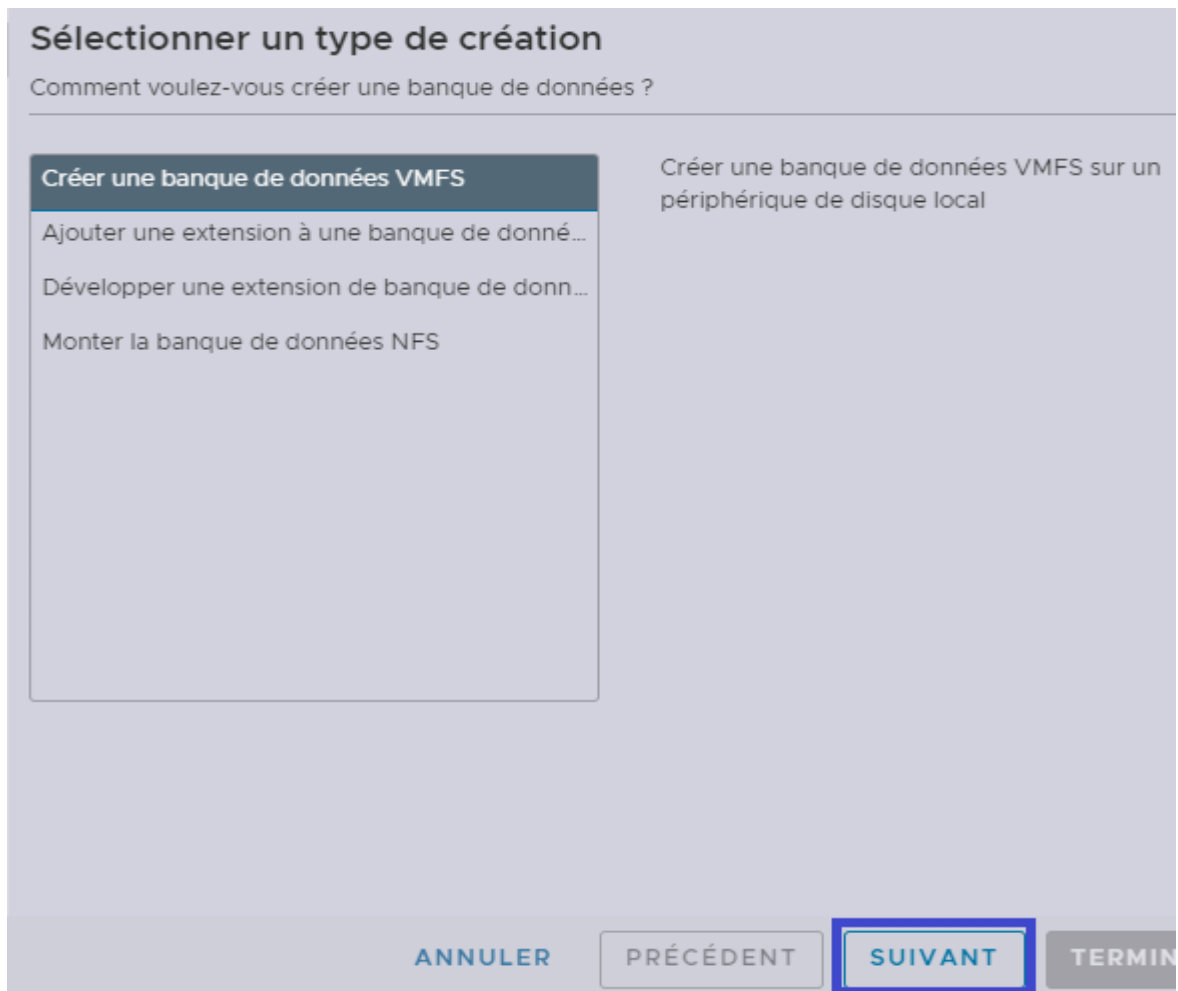 Sélectionner un type de création
Comment voulez-vous créer une banque de données ?
Créer une banque de données VMFS
Ajouter une extension à une banque de donné...
Développer une extension de banque de donn...
Monter la banque de données NFS
Créer une banque de données VMFS sur un
périphérique de disque local
ANNULER PRÉCÉDENT SUIVANT TERMIN